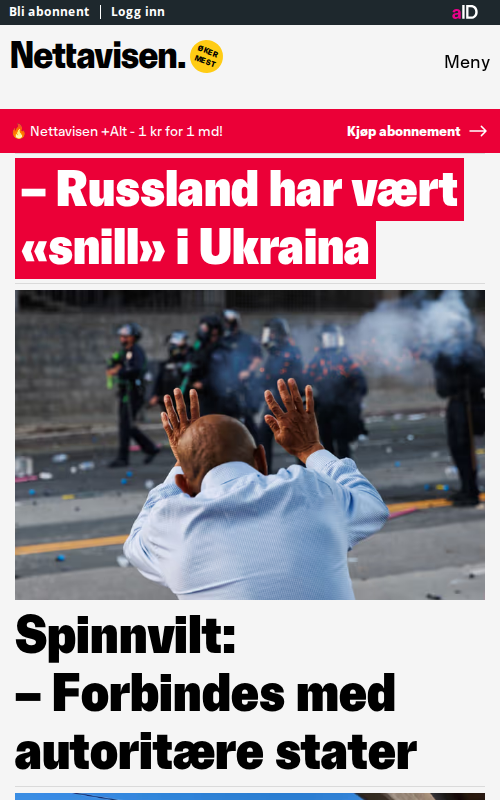 Bli abonnent | Logg inn
aID
Nettavisen.
ØKER
MEST
Meny
Nettavisen +Alt - 1 kr for 1 md!
Kjøp abonnement
– Russland har vært
«snill» i Ukraina
Spinnvilt:
– Forbindes med
autoritære stater